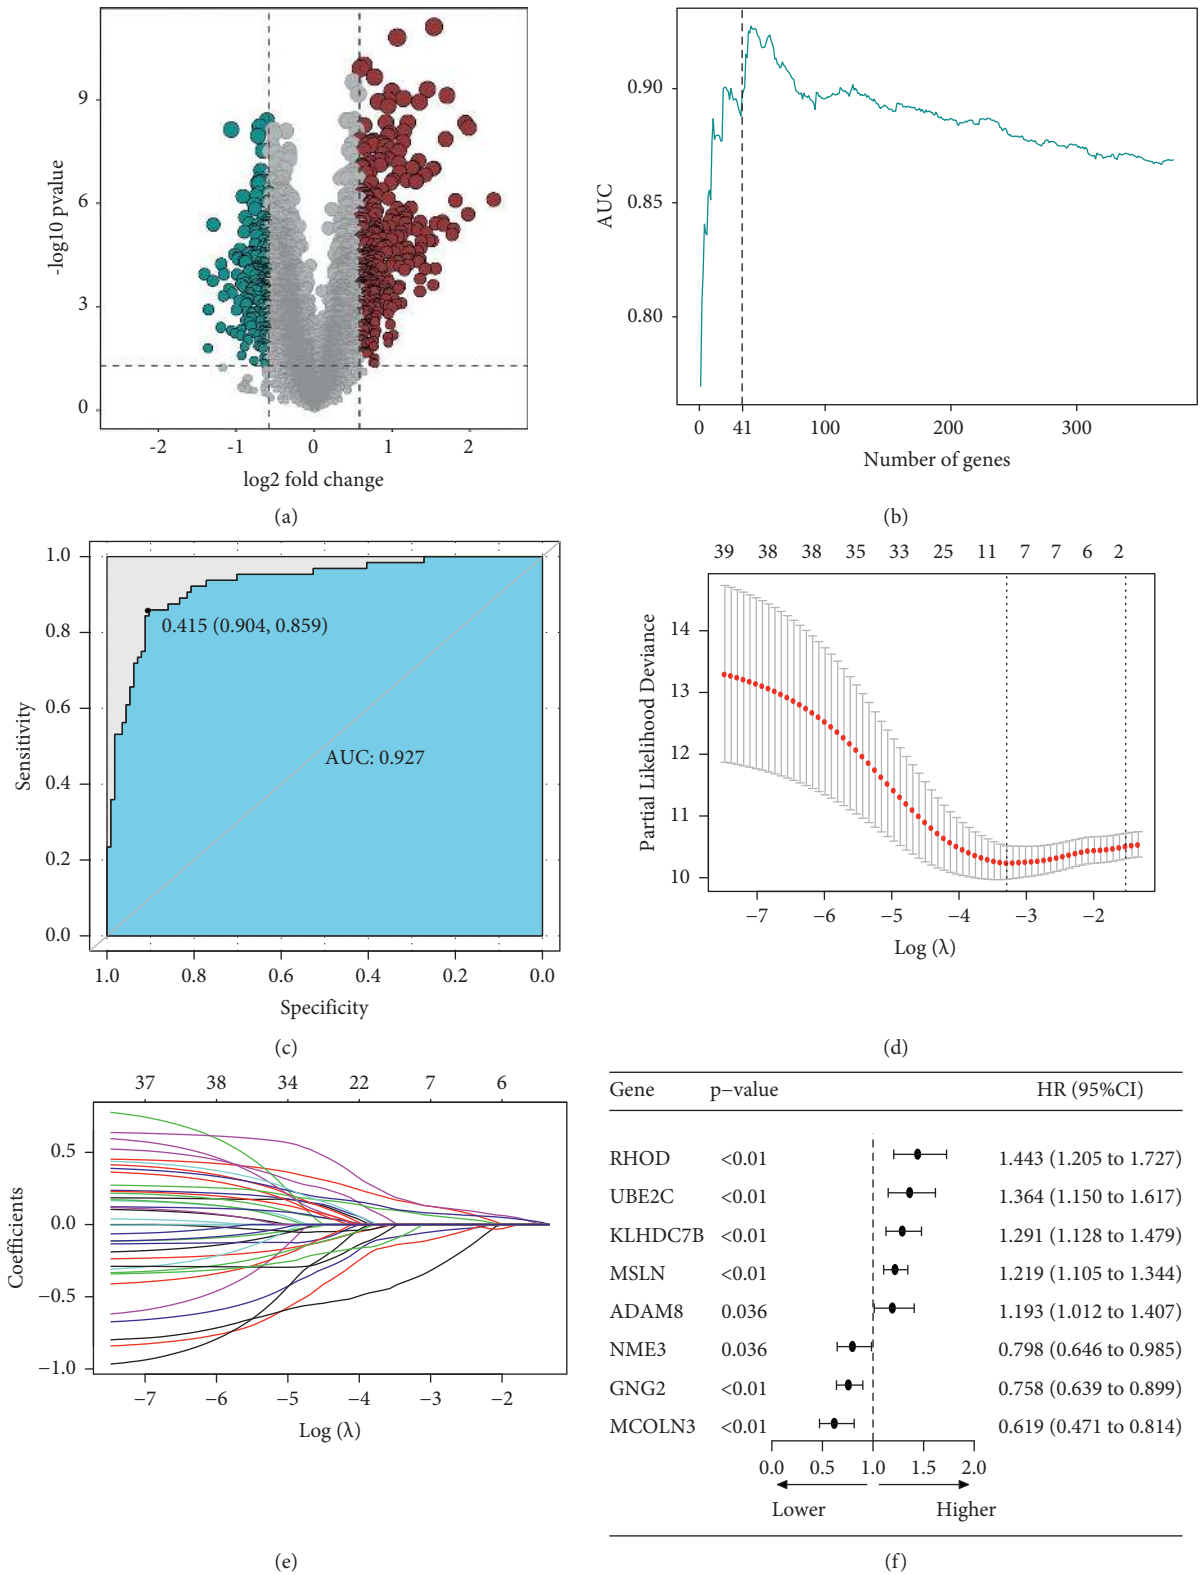 9
6
3
0
-log10 pvalue
-2 -1 0 1 2
log2 fold change
(a)
0.90
0.85
0.80
AUC
0 41 100 200 300
Number of genes
(b)
1.0
0.8
0.6
0.4
0.2
0.0
Sensitivity
0.415 (0.904, 0.859)
AUC: 0.927
1.0 0.8 0.6 0.4 0.2 0.0
Specificity
(c)
39 38 38 35 33 25 11 7 7 6 2
14
13
12
11
10
Partial Likelihood Deviance
−7 −6 −5 −4 −3 −2
Log (λ)
(d)
37 38 34 22 7 6
0.5
0.0
−0.5
−1.0
Coefficients
−7 −6 −5 −4 −3 −2
Log (λ)
(e)
Gene p−value HR (95%CI)
RHOD <0.01 1.443 (1.205 to 1.727)
UBE2C <0.01 1.364 (1.150 to 1.617)
KLHDC7B <0.01 1.291 (1.128 to 1.479)
MSLN <0.01 1.219 (1.105 to 1.344)
ADAM8 0.036 1.193 (1.012 to 1.407)
NME3 0.036 0.798 (0.646 to 0.985)
GNG2 <0.01 0.758 (0.639 to 0.899)
MCOLN3 <0.01 0.619 (0.471 to 0.814)
0.0 0.5 1.0 1.5 2.0
Lower Higher
(f)